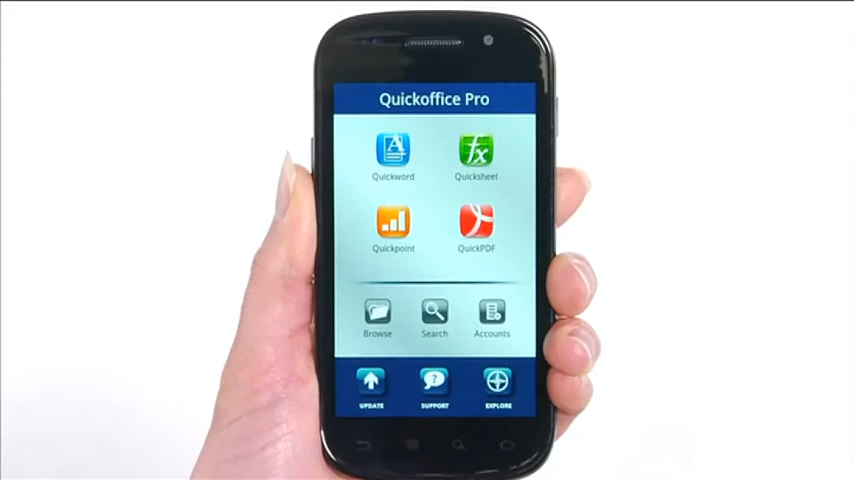 Quickoffice Pro
Quickword Quicksheet
Quickpoint QuickPDF
Browse Search Accounts
UPDATE SUPPORT EXPLORE